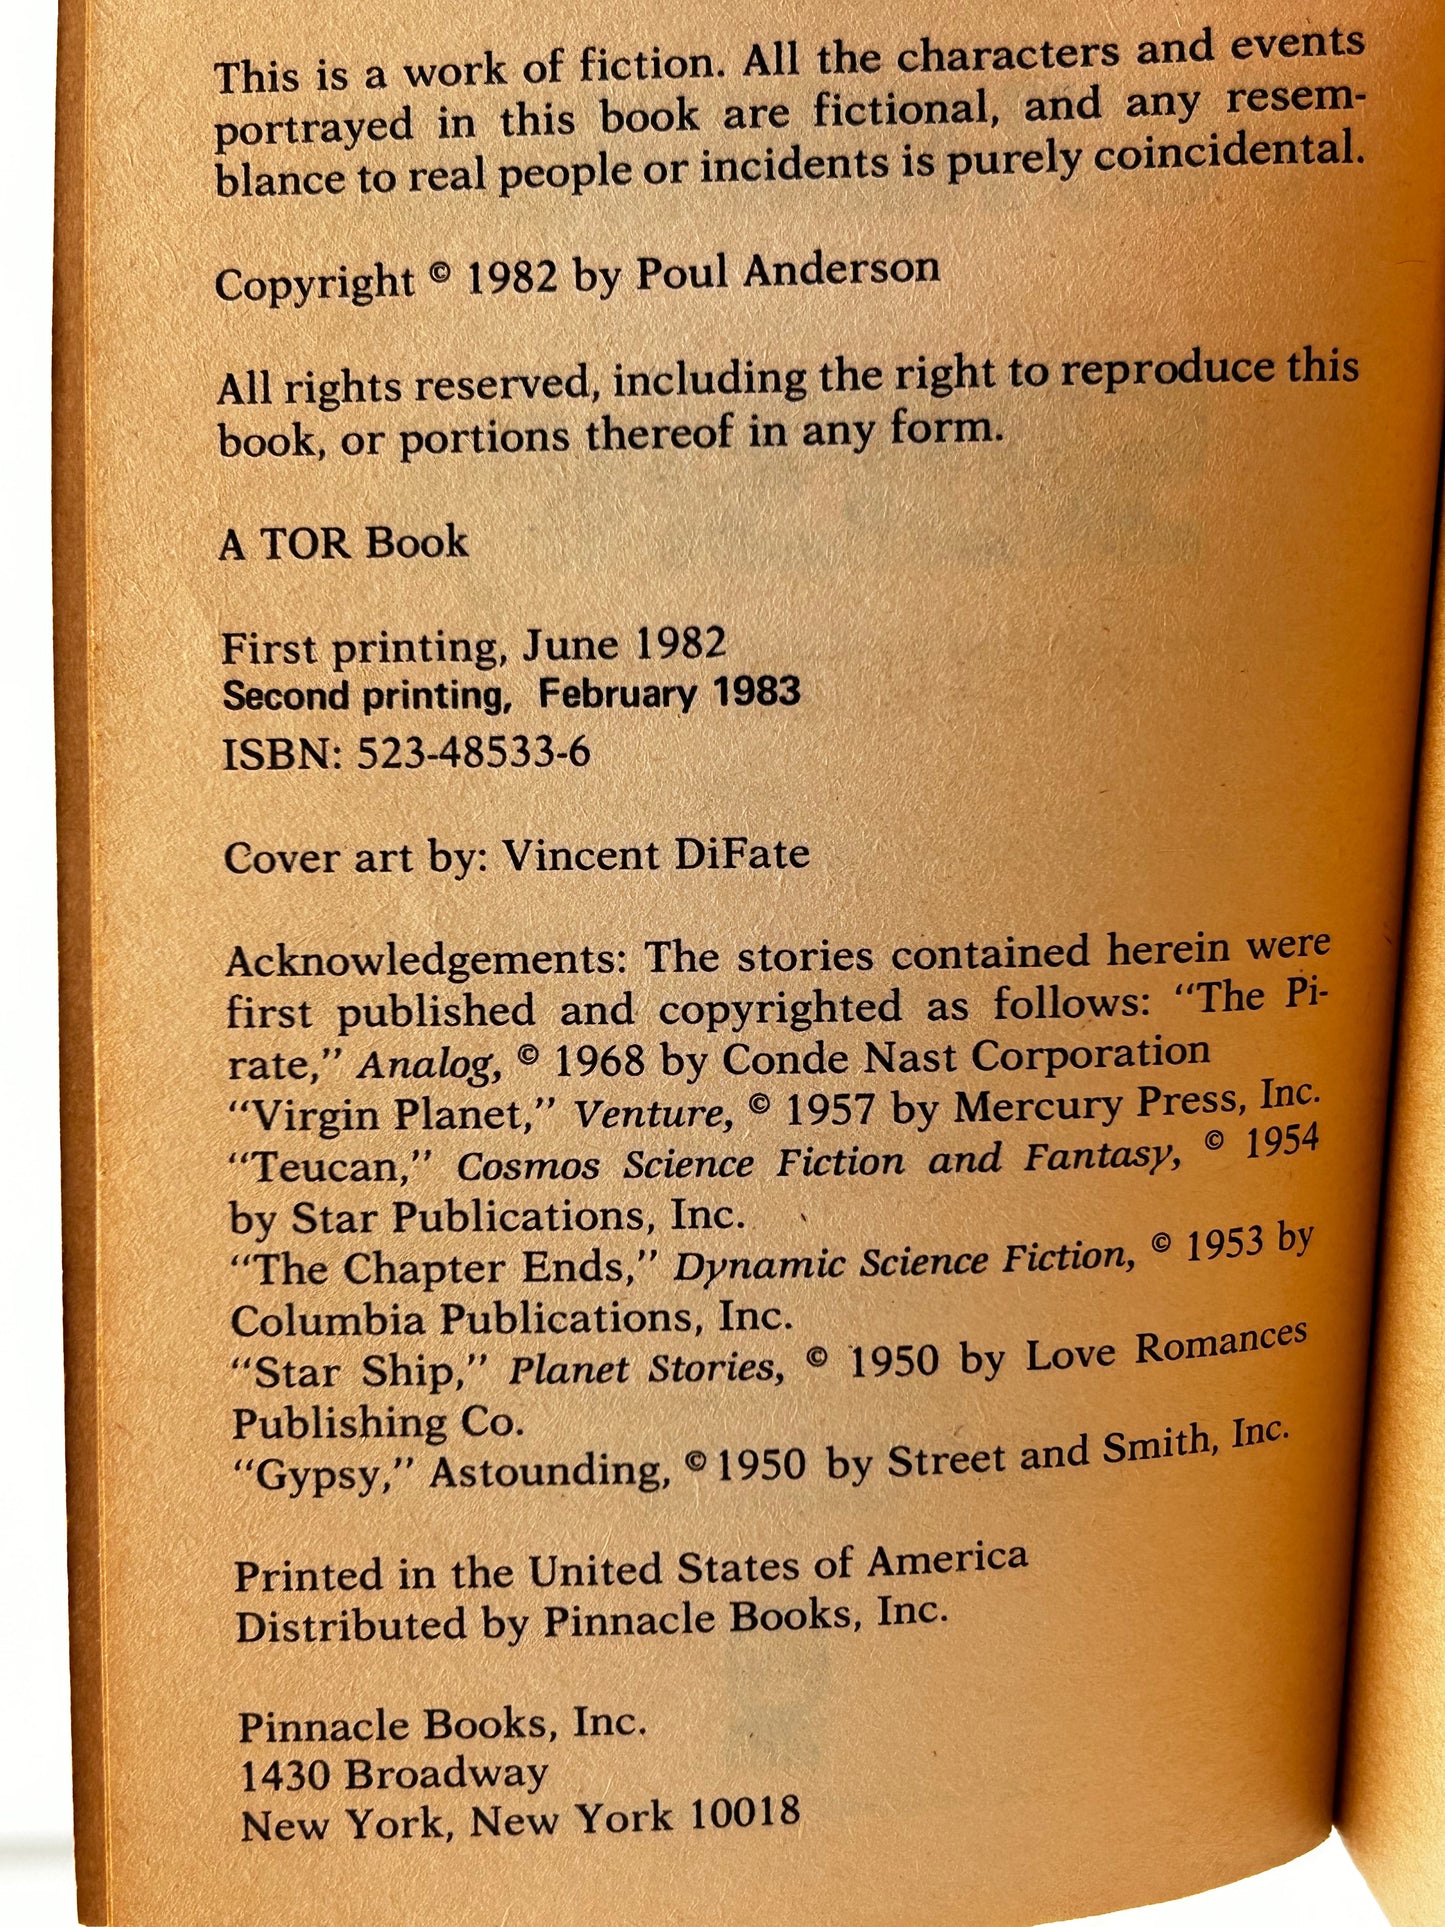 This is a work of fiction. All the characters and events
portrayed in this book are fictional, and any resem-
blance to real people or incidents is purely coincidental.
Copyright © 1982 by Poul Anderson
All rights reserved, including the right to reproduce this
book, or portions thereof in any form.
A TOR Book
First printing, June 1982
Second printing, February 1983
ISBN: 523-48533-6
Cover art by: Vincent DiFate
Acknowledgements: The stories contained herein were
first published and copyrighted as follows: "The Pi-
rate," Analog, © 1968 by Conde Nast Corporation
"Virgin Planet," Venture, © 1957 by Mercury Press, Inc.
"Teucan," Cosmos Science Fiction and Fantasy, © 1954
by Star Publications, Inc.
"The Chapter Ends," Dynamic Science Fiction, © 1953 by
Columbia Publications, Inc.
"Star Ship," Planet Stories, © 1950 by Love Romances
Publishing Co.
"Gypsy," Astounding, © 1950 by Street and Smith, Inc.
Printed in the United States of America
Distributed by Pinnacle Books, Inc.
Pinnacle Books, Inc.
1430 Broadway
New York, New York 10018